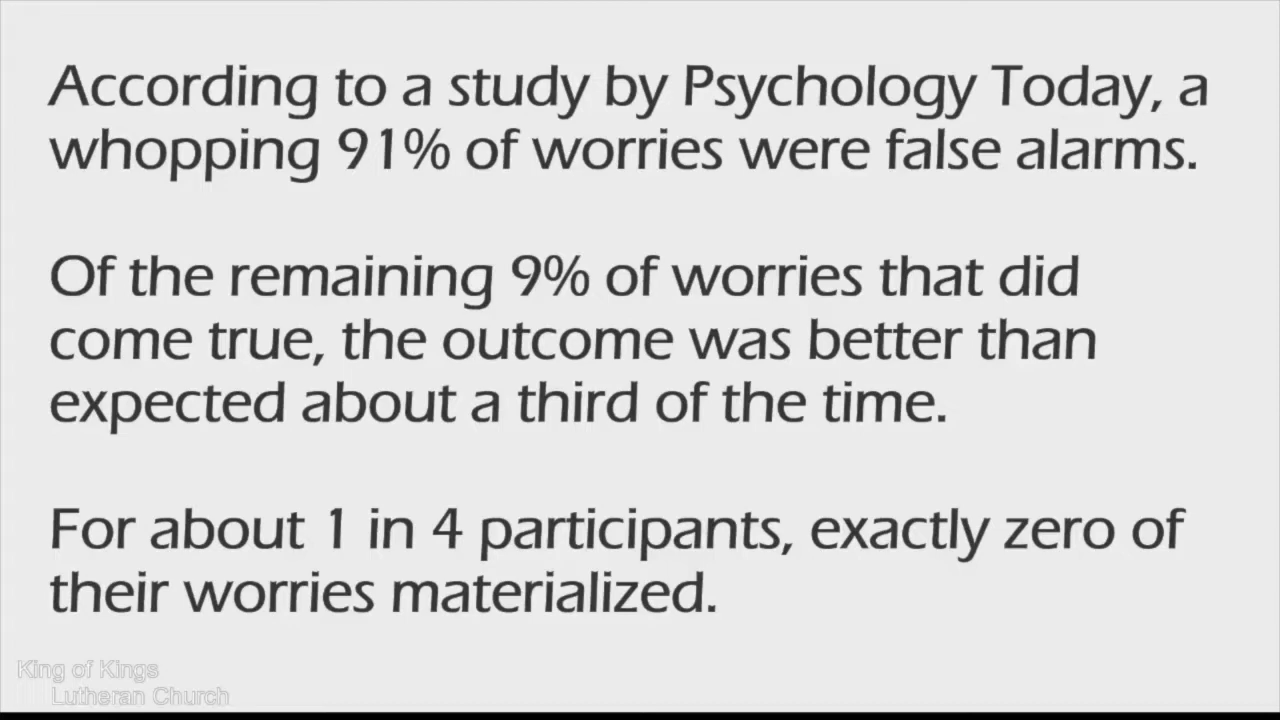 According to a study by Psychology Today, a
whopping 91% of worries were false alarms.
Of the remaining 9% of worries that did
come true, the outcome was better than
expected about a third of the time.
For about 1 in 4 participants, exactly zero of
their worries materialized.
King of Kings
Lutheran Church